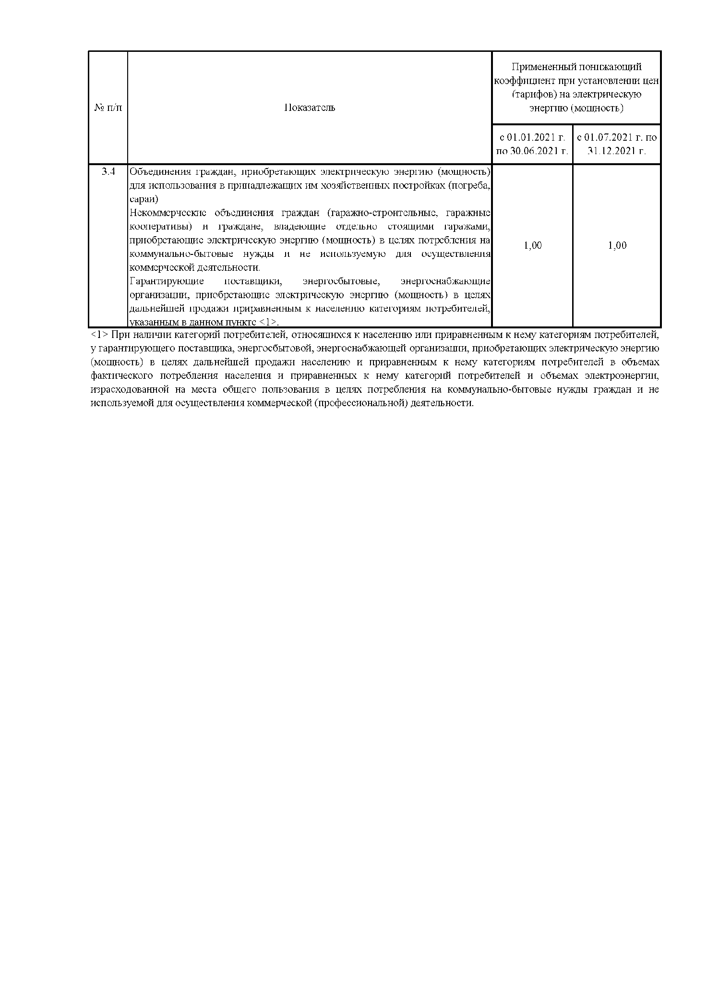 № п/п
Показатель
Примененный понижающий
коэффициент при установлении цен
(тарифов) на электрическую
энергию (мощность)
с 01.01.2021 г.
по 30.06.2021 г.
с 01.07.2021 г. по
31.12.2021 г.
3.4
Объединения граждан, приобретающих электрическую энергию (мощность)
для использования в принадлежащих им хозяйственных постройках (погреба,
сараи)
Некоммерческие объединения граждан (гаражно-строительные, гаражные
кооперативы) и граждане, владеющие отдельно стоящими гаражами,
приобретающие электрическую энергию (мощность) в целях потребления на
коммунально-бытовые нужды и не используемую для осуществления
коммерческой деятельности.
Гарантирующие поставщики, энергосбытовые, энергоснабжающие
организации, приобретающие электрическую энергию (мощность) в целях
дальнейшей продажи приравненным к населению категориям потребителей,
указанным в данном пункте <1>.
1,00
1,00
<1> При наличии категорий потребителей, относящихся к населению или приравненным к нему категориям потребителей,
у гарантирующего поставщика, энергосбытовой, энергоснабжающей организации, приобретающих электрическую энергию
(мощность) в целях дальнейшей продажи населению и приравненным к нему категориям потребителей в объемах
фактического потребления населения и приравненных к нему категорий потребителей и объемах электроэнергии,
израсходованной на места общего пользования в целях потребления на коммунально-бытовые нужды граждан и не
используемой для осуществления коммерческой (профессиональной) деятельности.